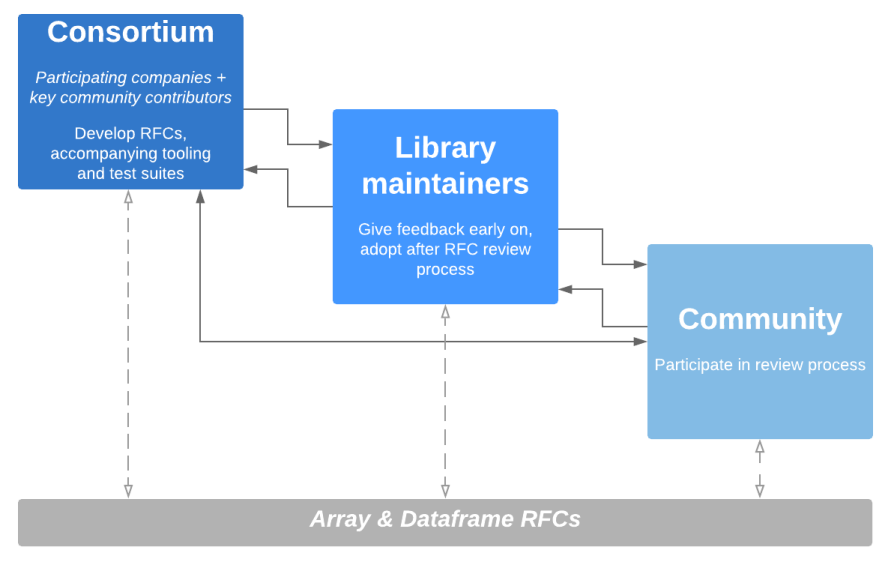 Consortium
Participating companies +
key community contributors
Develop RFCs,
accompanying tooling
and test suites
Library
maintainers
Give feedback early on,
adopt after RFC review
process
Community
Participate in review process
Array & Dataframe RFCs